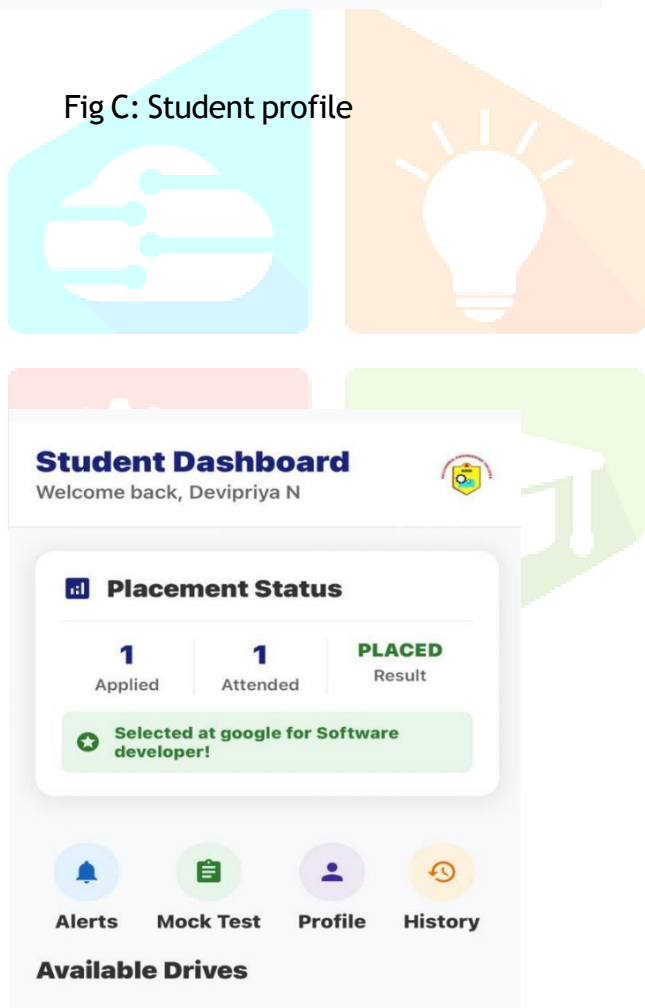 Fig C: Student profile
Student Dashboard
Welcome back, Devipriya N
Placement Status
1
1
PLACED
Applied
Attended
Result
Selected at google for Software
developer!
Alerts
Mock Test
Profile
History
Available Drives